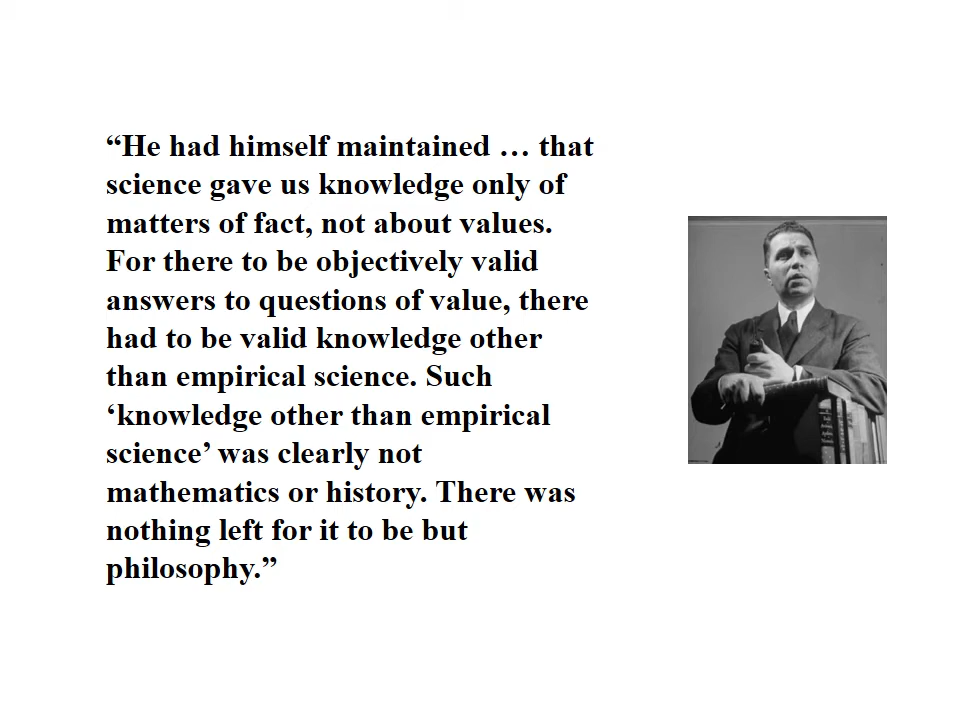 “He had himself maintained … that
science gave us knowledge only of
matters of fact, not about values.
For there to be objectively valid
answers to questions of value, there
had to be valid knowledge other
than empirical science. Such
‘knowledge other than empirical
science’ was clearly not
mathematics or history. There was
nothing left for it to be but
philosophy.”